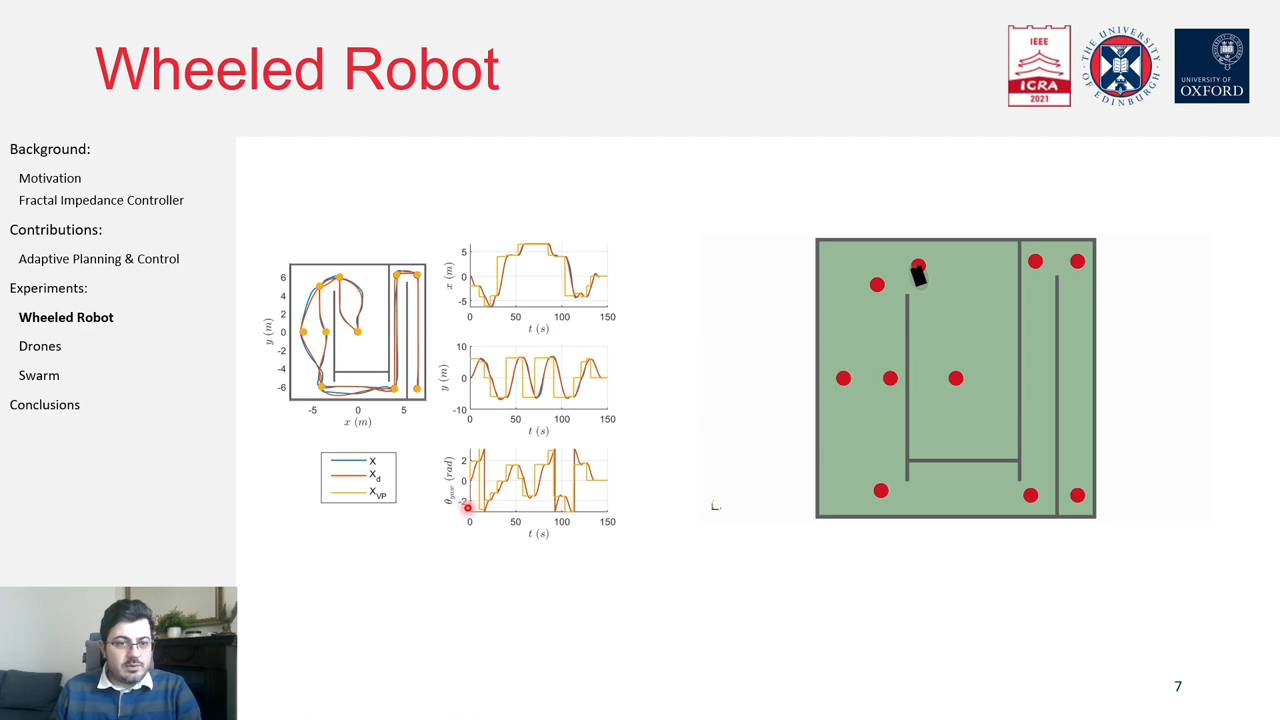 Wheeled Robot
IEEE
ICRA
2021
THE UNIVERSITY OF EDINBURGH
UNIVERSITY OF
OXFORD
Background:
Motivation
Fractal Impedance Controller
Contributions:
Adaptive Planning & Control
Experiments:
Wheeled Robot
Drones
Swarm
Conclusions
6
4
2
0
-2
-4
-6
y (m)
-5 0 5
x (m)
X
X_d
X_VP
5
0
-5
x (m)
0 50 100 150
t (s)
10
0
-10
y (m)
0 50 100 150
t (s)
2
0
-2
0 50 100 150
t (s)
7